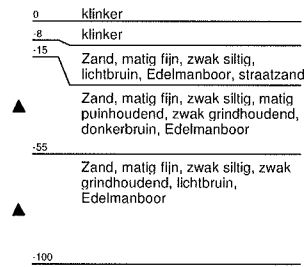 0 klinker
-8 klinker
-15 Zand, matig fijn, zwak siltig,
lichtbruin, Edelmanboor, straatzand
Zand, matig fijn, zwak siltig, matig
puinhoudend, zwak grindhoudend,
donkerbruin, Edelmanboor
-55
Zand, matig fijn, zwak siltig, zwak
grindhoudend, lichtbruin,
Edelmanboor
-100